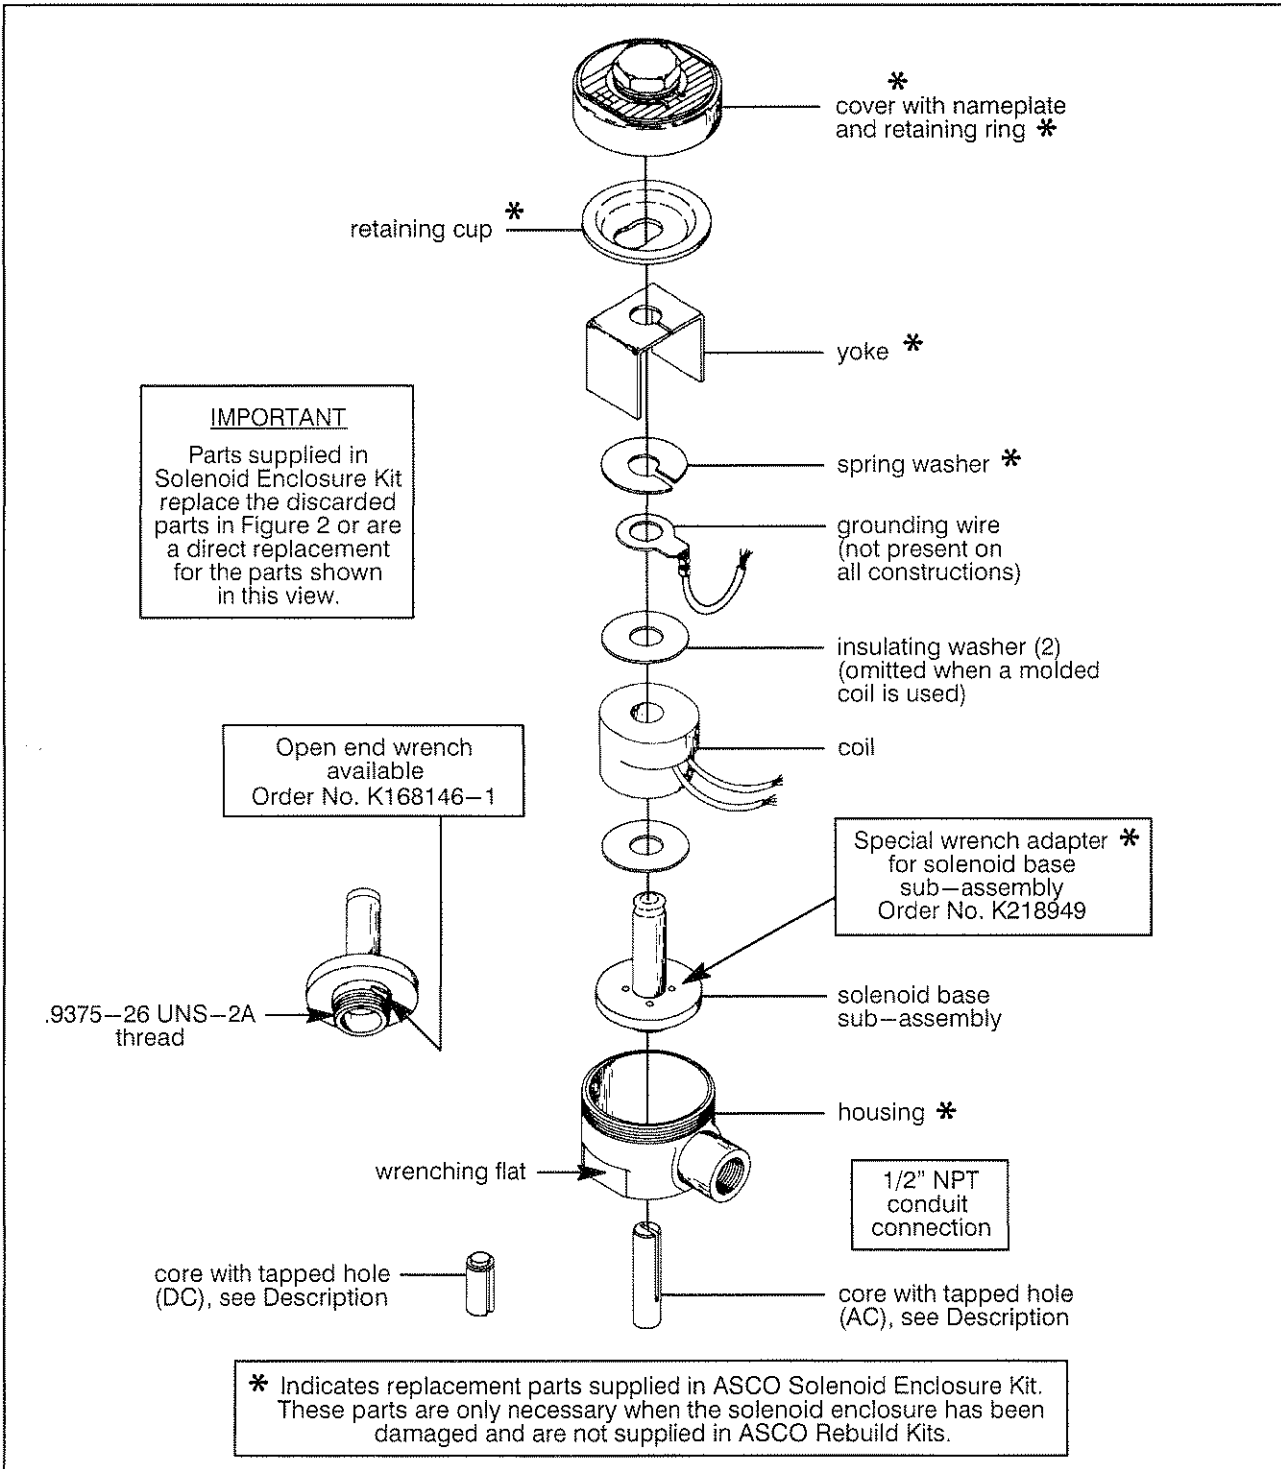 *
cover with nameplate
and retaining ring *
retaining cup *
yoke *
IMPORTANT
Parts supplied in
Solenoid Enclosure Kit
replace the discarded
parts in Figure 2 or are
a direct replacement
for the parts shown
in this view.
spring washer *
grounding wire
(not present on
all constructions)
insulating washer (2)
(omitted when a molded
coil is used)
Open end wrench
available
Order No. K168146–1
coil
Special wrench adapter *
for solenoid base
sub–assembly
Order No. K218949
.9375–26 UNS–2A
thread
solenoid base
sub–assembly
housing *
wrenching flat
1/2" NPT
conduit
connection
core with tapped hole
(DC), see Description
core with tapped hole
(AC), see Description
* Indicates replacement parts supplied in ASCO Solenoid Enclosure Kit.
These parts are only necessary when the solenoid enclosure has been
damaged and are not supplied in ASCO Rebuild Kits.